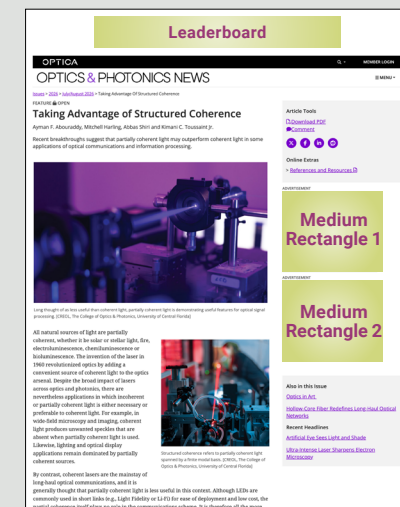 Leaderboard
OPTICA
MEMBER LOGIN
OPTICS & PHOTONICS NEWS
MENU
Issues > 2026 > July/August 2026 > Taking Advantage Of Structured Coherence
FEATURE OPEN
Taking Advantage of Structured Coherence
Ayman F. Abouraddy, Mitchell Harling, Abbas Shiri and Kimani C. Toussaint Jr.
Recent breakthroughs suggest that partially coherent light may outperform coherent light in some
applications of optical communications and information processing.
Long thought of as less useful than coherent light, partially coherent light is demonstrating useful features for optical signal
processing. [CREOL, The College of Optics & Photonics, University of Central Florida]
All natural sources of light are partially
coherent, whether it be solar or stellar light, fire,
electroluminescence, chemiluminescence or
bioluminescence. The invention of the laser in
1960 revolutionized optics by adding a
convenient source of coherent light to the optics
arsenal. Despite the broad impact of lasers
across optics and photonics, there are
nevertheless applications in which incoherent
or partially coherent light is either necessary or
preferable to coherent light. For example, in
wide-field microscopy and imaging, coherent
light produces unwanted speckles that are
absent when partially coherent light is used.
Likewise, lighting and optical display
applications remain dominated by partially
coherent sources.
Structured coherence refers to partially coherent light
spanned by a finite modal basis. [CREOL, The College of
Optics & Photonics, University of Central Florida]
By contrast, coherent lasers are the mainstay of
long-haul optical communications, and it is
generally thought that partially coherent light is less useful in this context. Although LEDs are
commonly used in short links (e.g., Light Fidelity or Li-Fi) for ease of deployment and low cost, the
Article Tools
Download PDF
Comment
Online Extras
References and Resources
ADVERTISEMENT
Medium
Rectangle 1
ADVERTISEMENT
Medium
Rectangle 2
Also in this Issue
Optics in Art
Hollow-Core Fiber Redefines Long Haul Optical
Networks
Recent Headlines
Artificial Eye Sees Light and Shade
Ultra-Intense Laser Sharpens Electron
Microscopy